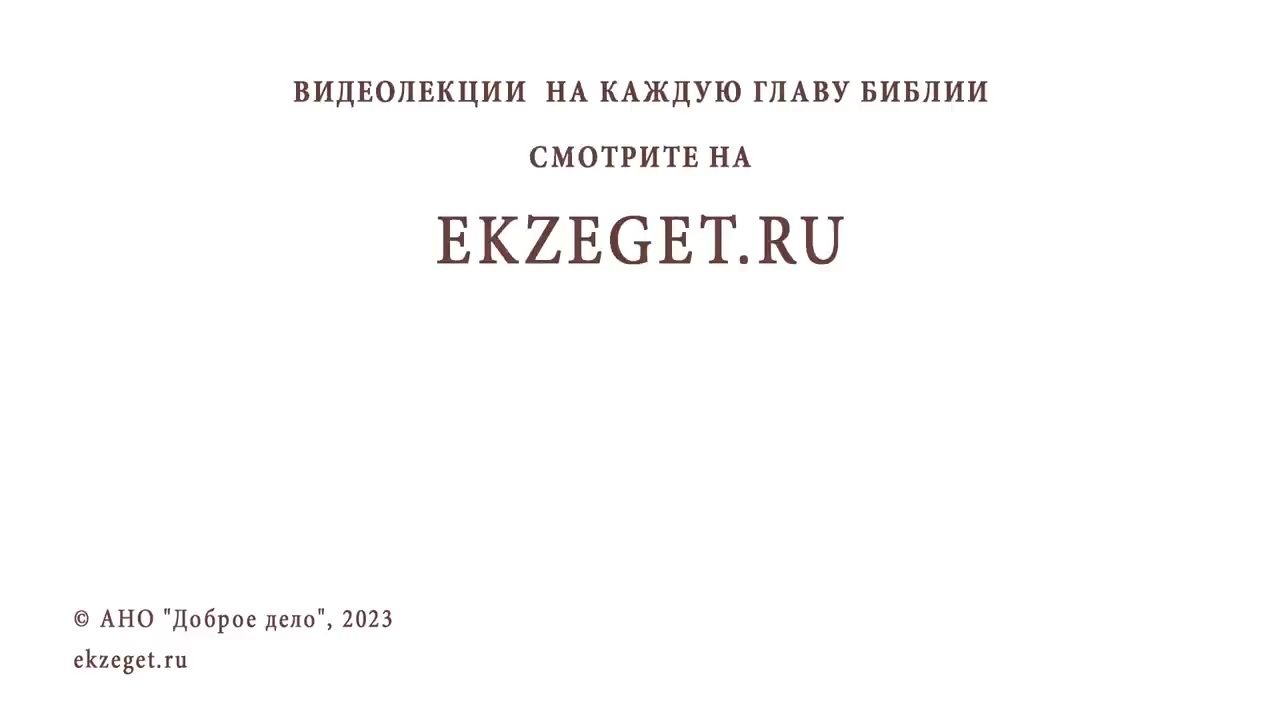 ВИДЕОЛЕКЦИИ НА КАЖДУЮ ГЛАВУ БИБЛИИ
СМОТРИТЕ НА
EKZEGET.RU
© АНО "Доброе дело", 2023
ekzeget.ru